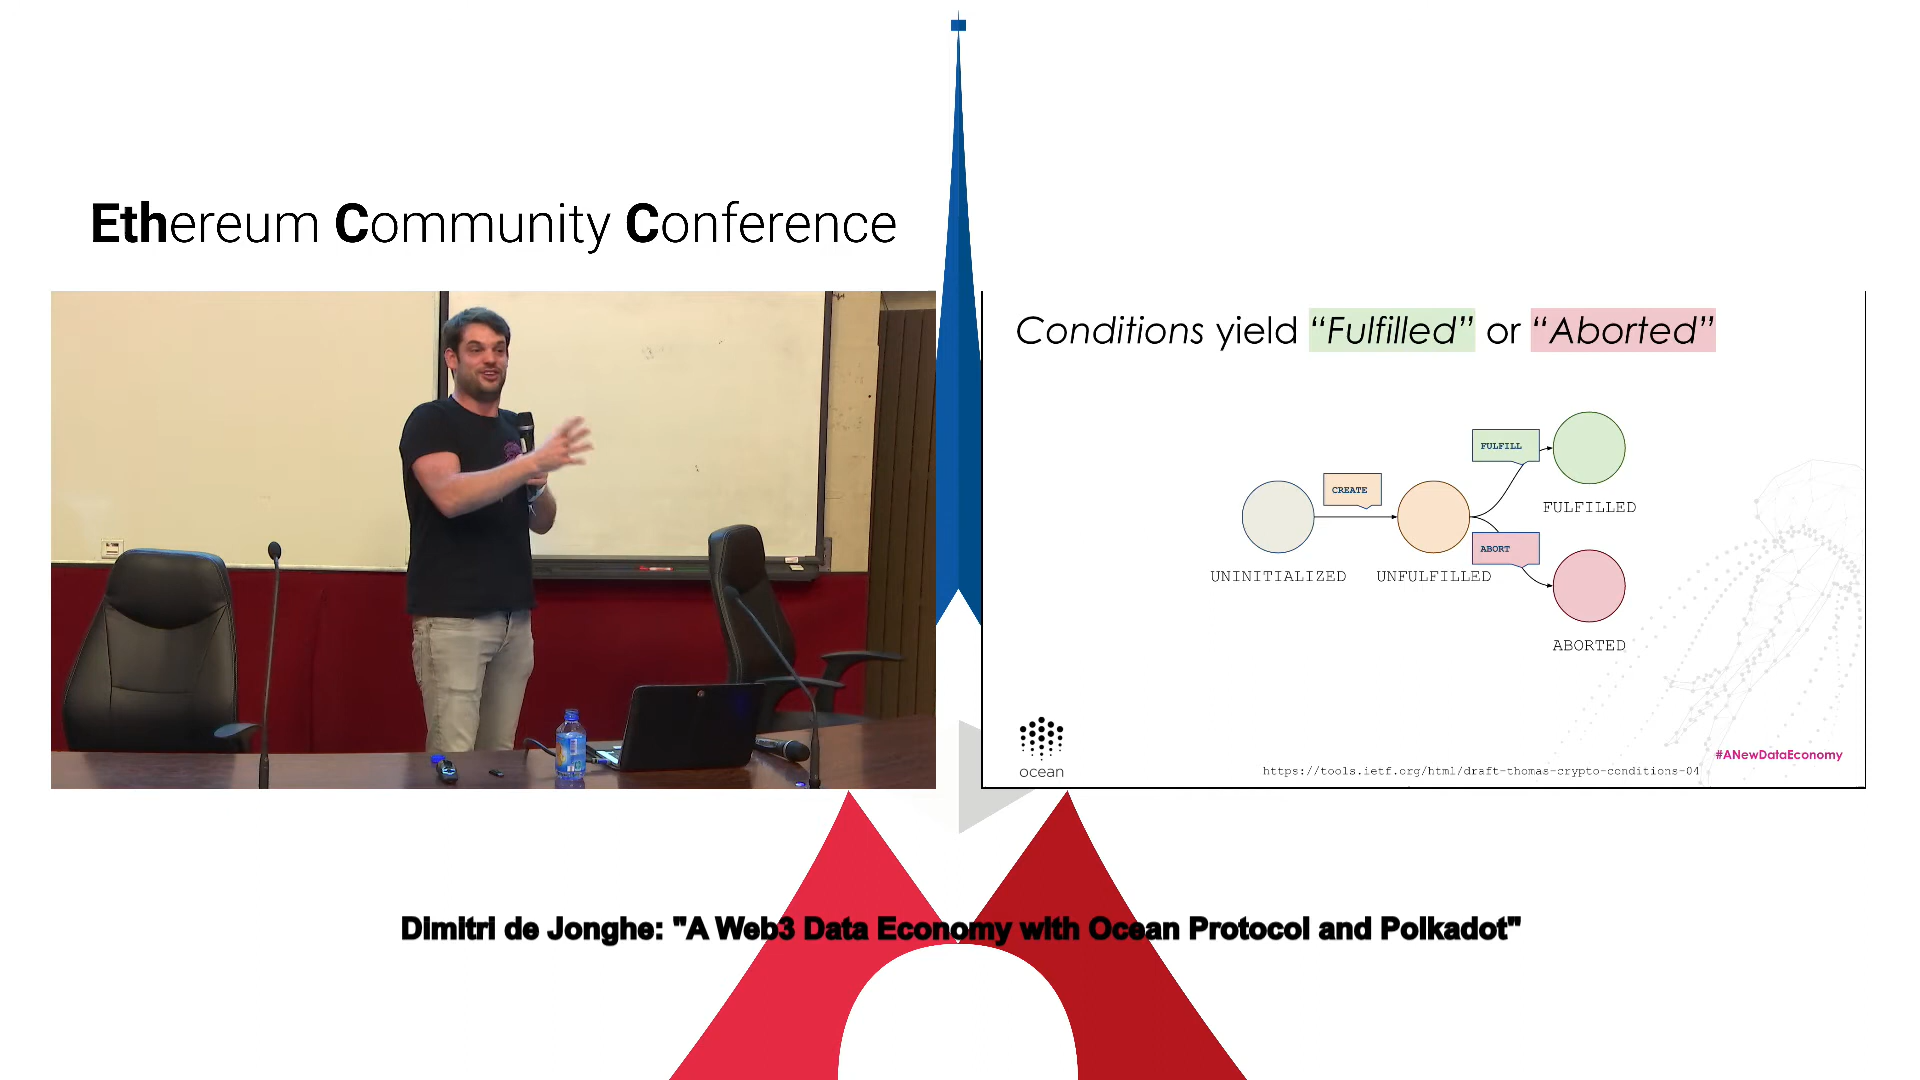 Ethereum Community Conference
Conditions yield “Fulfilled” or “Aborted”
FULFILL
CREATE
FULFILLED
ABORT
UNINITIALIZED
UNFULFILLED
ABORTED
ocean
#ANewDataEconomy
https://tools.ietf.org/html/draft-thomas-crypto-conditions-04
Dimitri de Jonghe: "A Web3 Data Economy with Ocean Protocol and Polkadot"